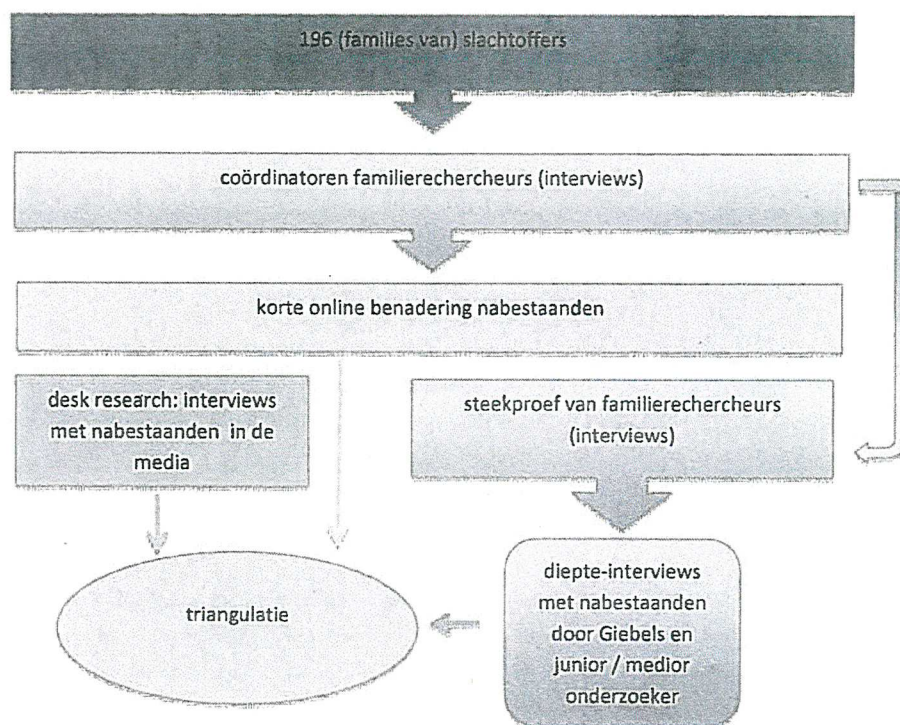 196 (families van) slachtoffers
coördinatoren familierechercheurs (interviews)
korte online benadering nabestaanden
desk research: interviews
met nabestaanden in de
media
steekproef van familierechercheurs
(interviews)
triangulatie
diepte-interviews
met nabestaanden
door Giebels en
junior / medior
onderzoeker